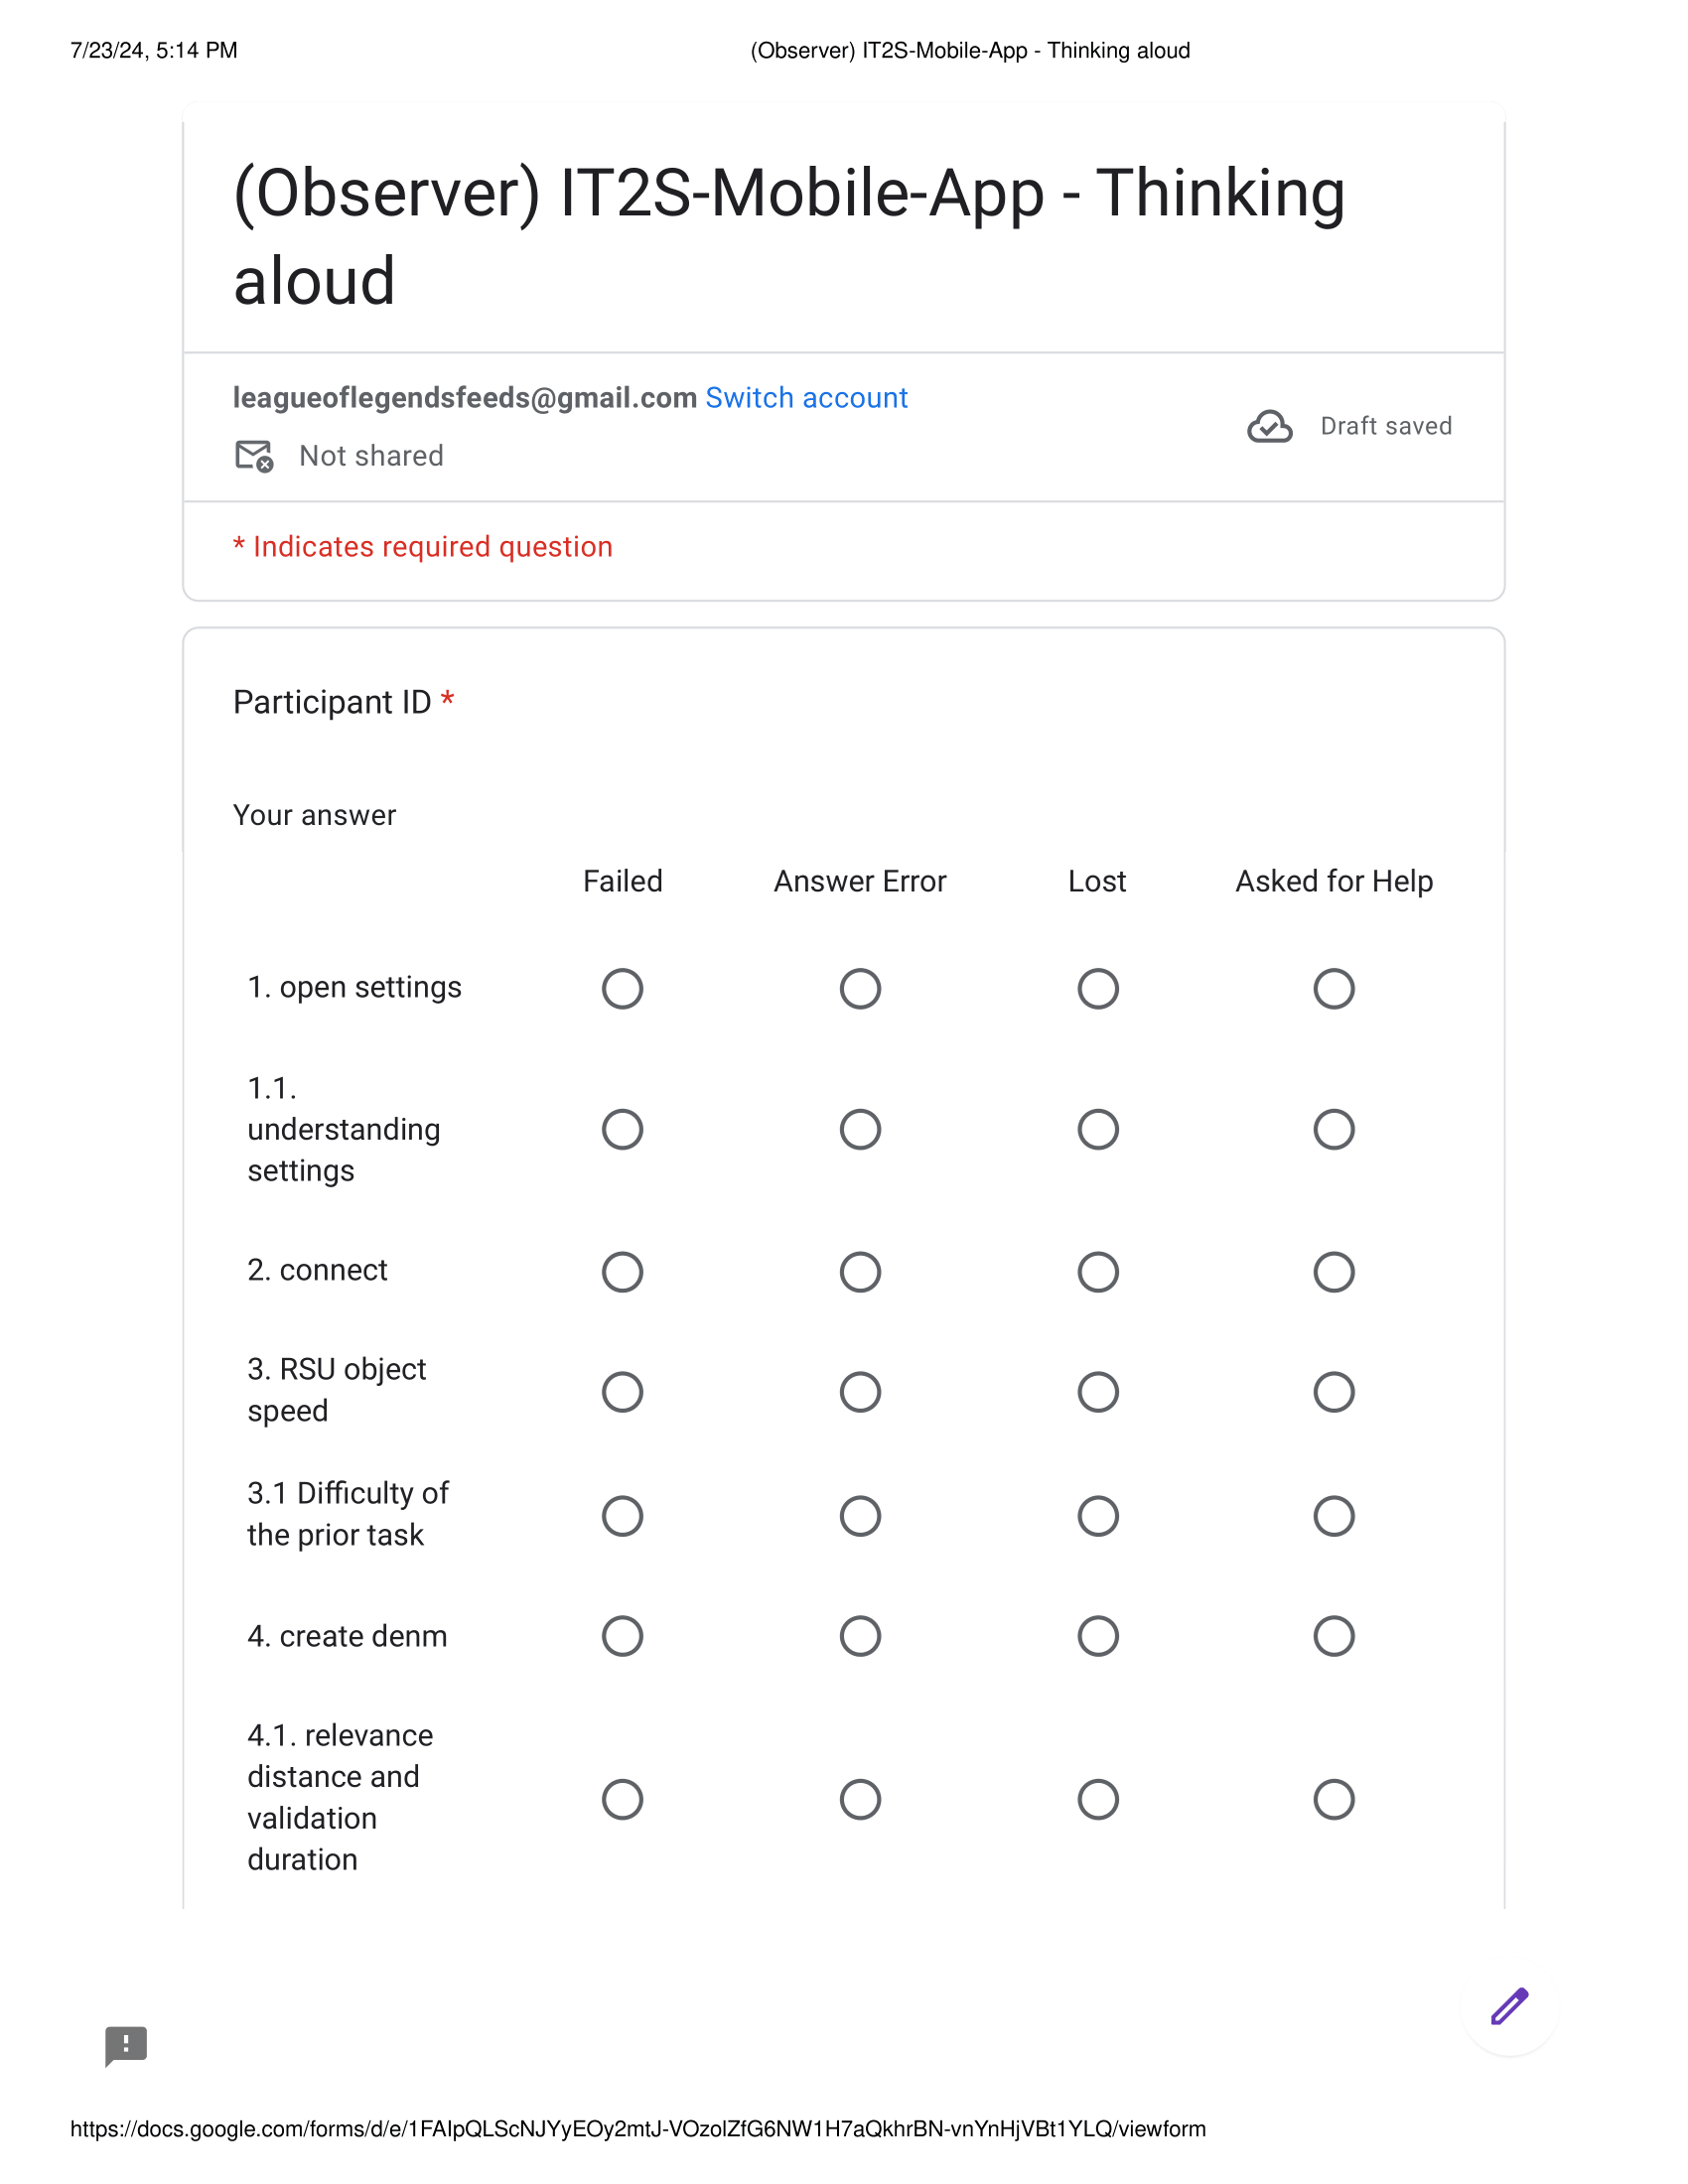 7/23/24, 5:14 PM
(Observer) IT2S-Mobile-App - Thinking aloud
(Observer) IT2S-Mobile-App - Thinking
aloud
leagueoflegendsfeeds@gmail.com Switch account
Not shared
Draft saved
* Indicates required question
Participant ID *
Your answer
Failed Answer Error Lost Asked for Help
1. open settings
1.1.
understanding
settings
2. connect
3. RSU object
speed
3.1 Difficulty of
the prior task
4. create denm
4.1. relevance
distance and
validation
duration
https://docs.google.com/forms/d/e/1FAIpQLScNJYyEOy2mtJ-VOzolZfG6NW1H7aQkhrBN-vnYnHjVBt1YLQ/viewform